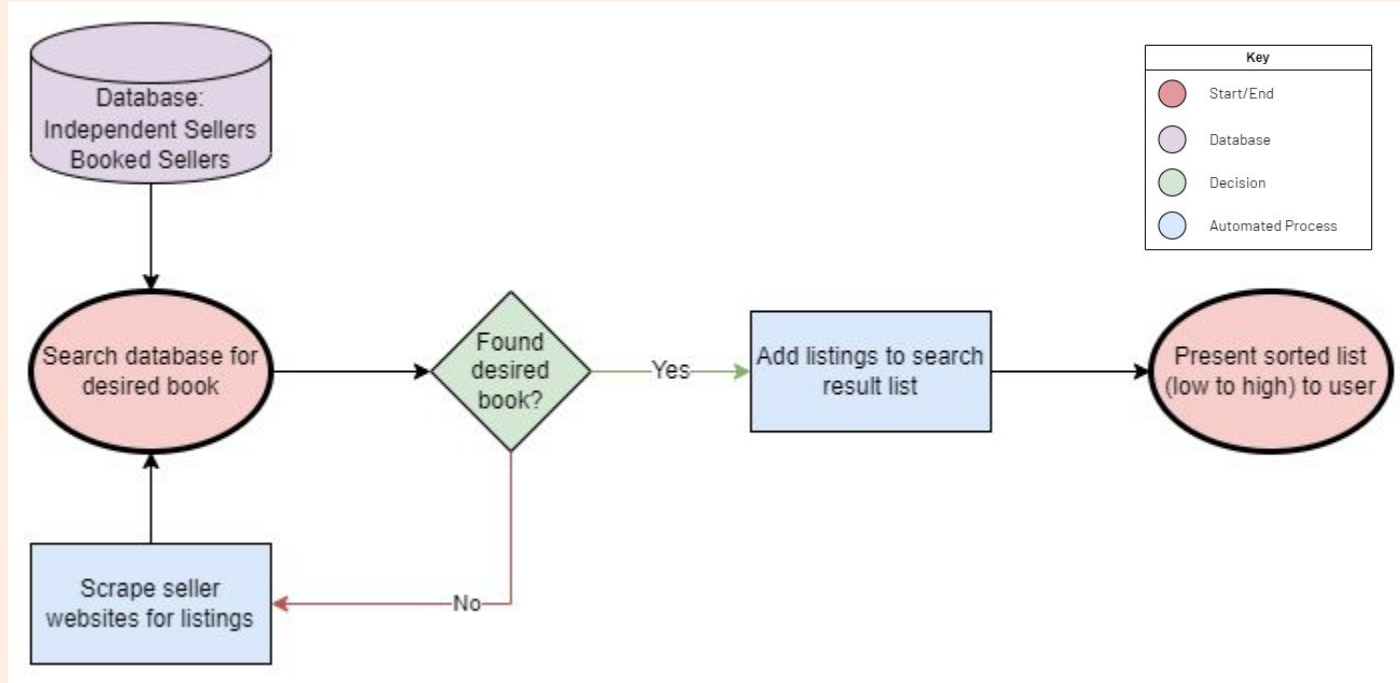 Database:
Independent Sellers
Booked Sellers
Key
Start/End
Database
Decision
Automated Process
Search database for
desired book
Found
desired
book?
Yes
Add listings to search
result list
Present sorted list
(low to high) to user
No
Scrape seller
websites for listings